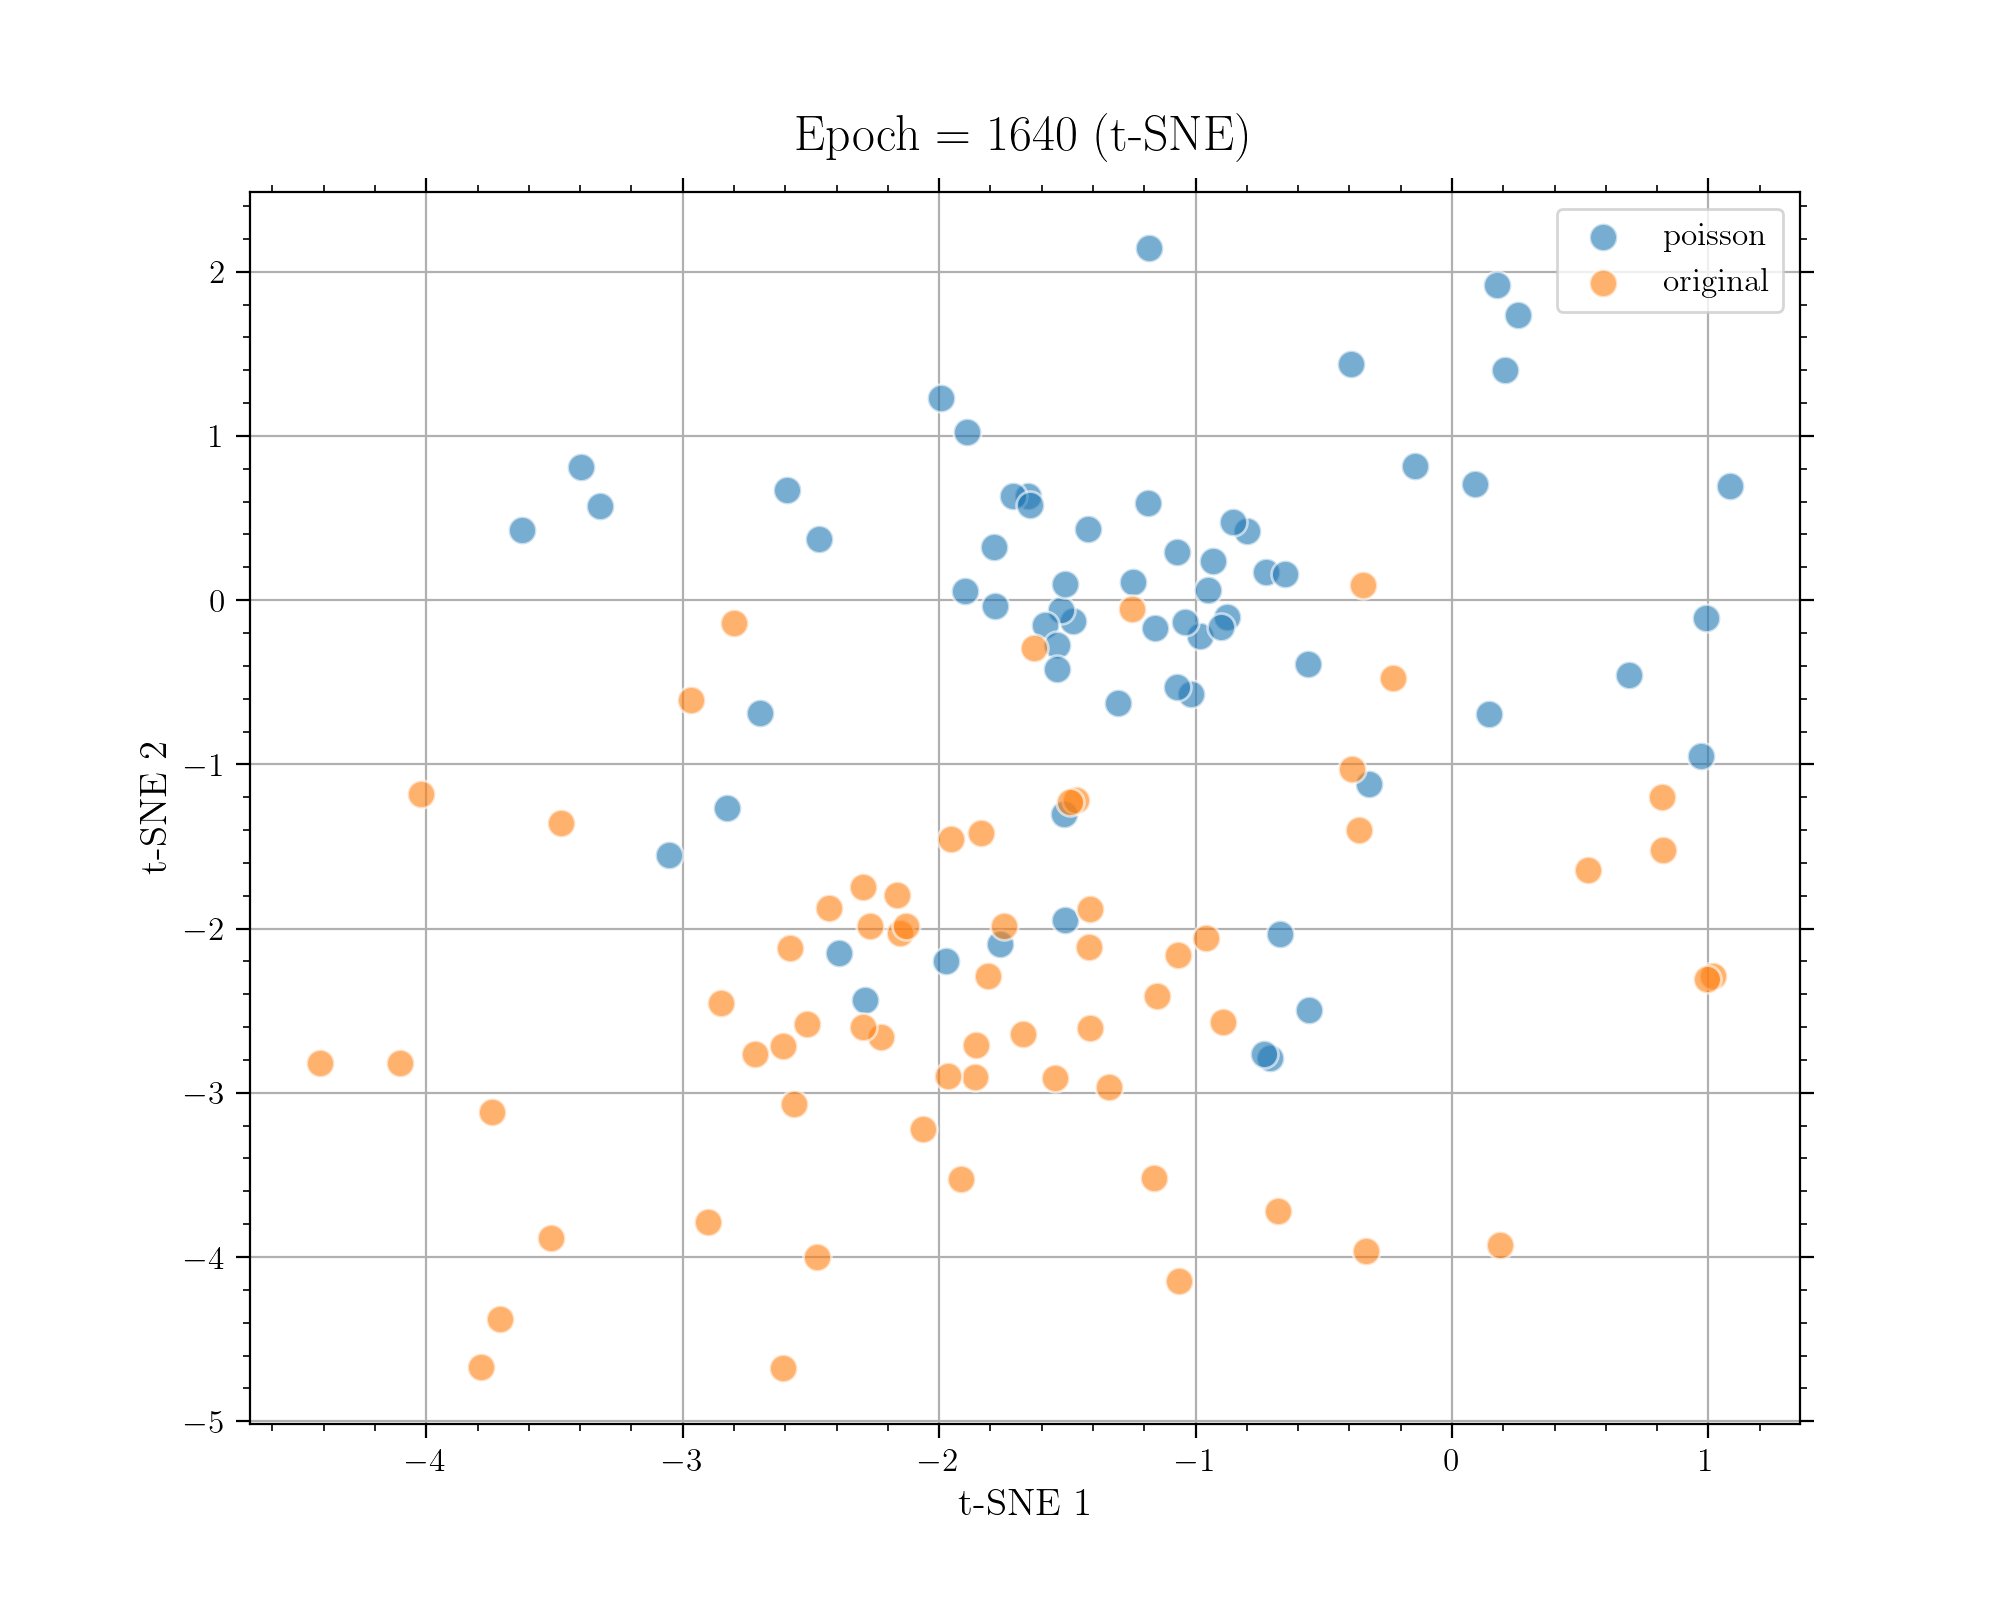 Epoch = 1640 (t-SNE)
poisson
original
2
1
0
−1
−2
−3
−4
−5
t-SNE 2
−4 −3 −2 −1 0 1
t-SNE 1